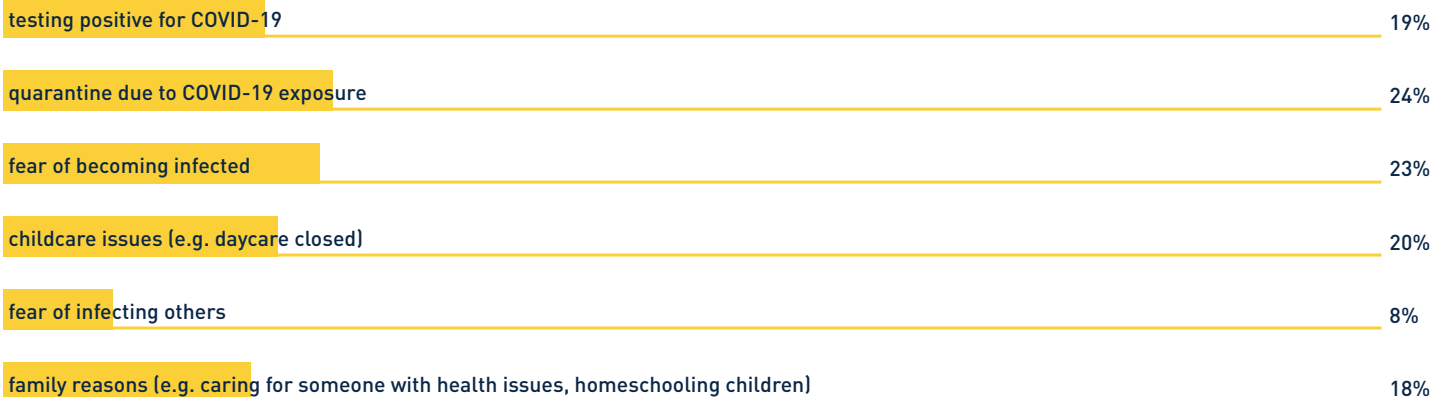 testing positive for COVID-19 19%
quarantine due to COVID-19 exposure 24%
fear of becoming infected 23%
childcare issues (e.g. daycare closed) 20%
fear of infecting others 8%
family reasons (e.g. caring for someone with health issues, homeschooling children) 18%